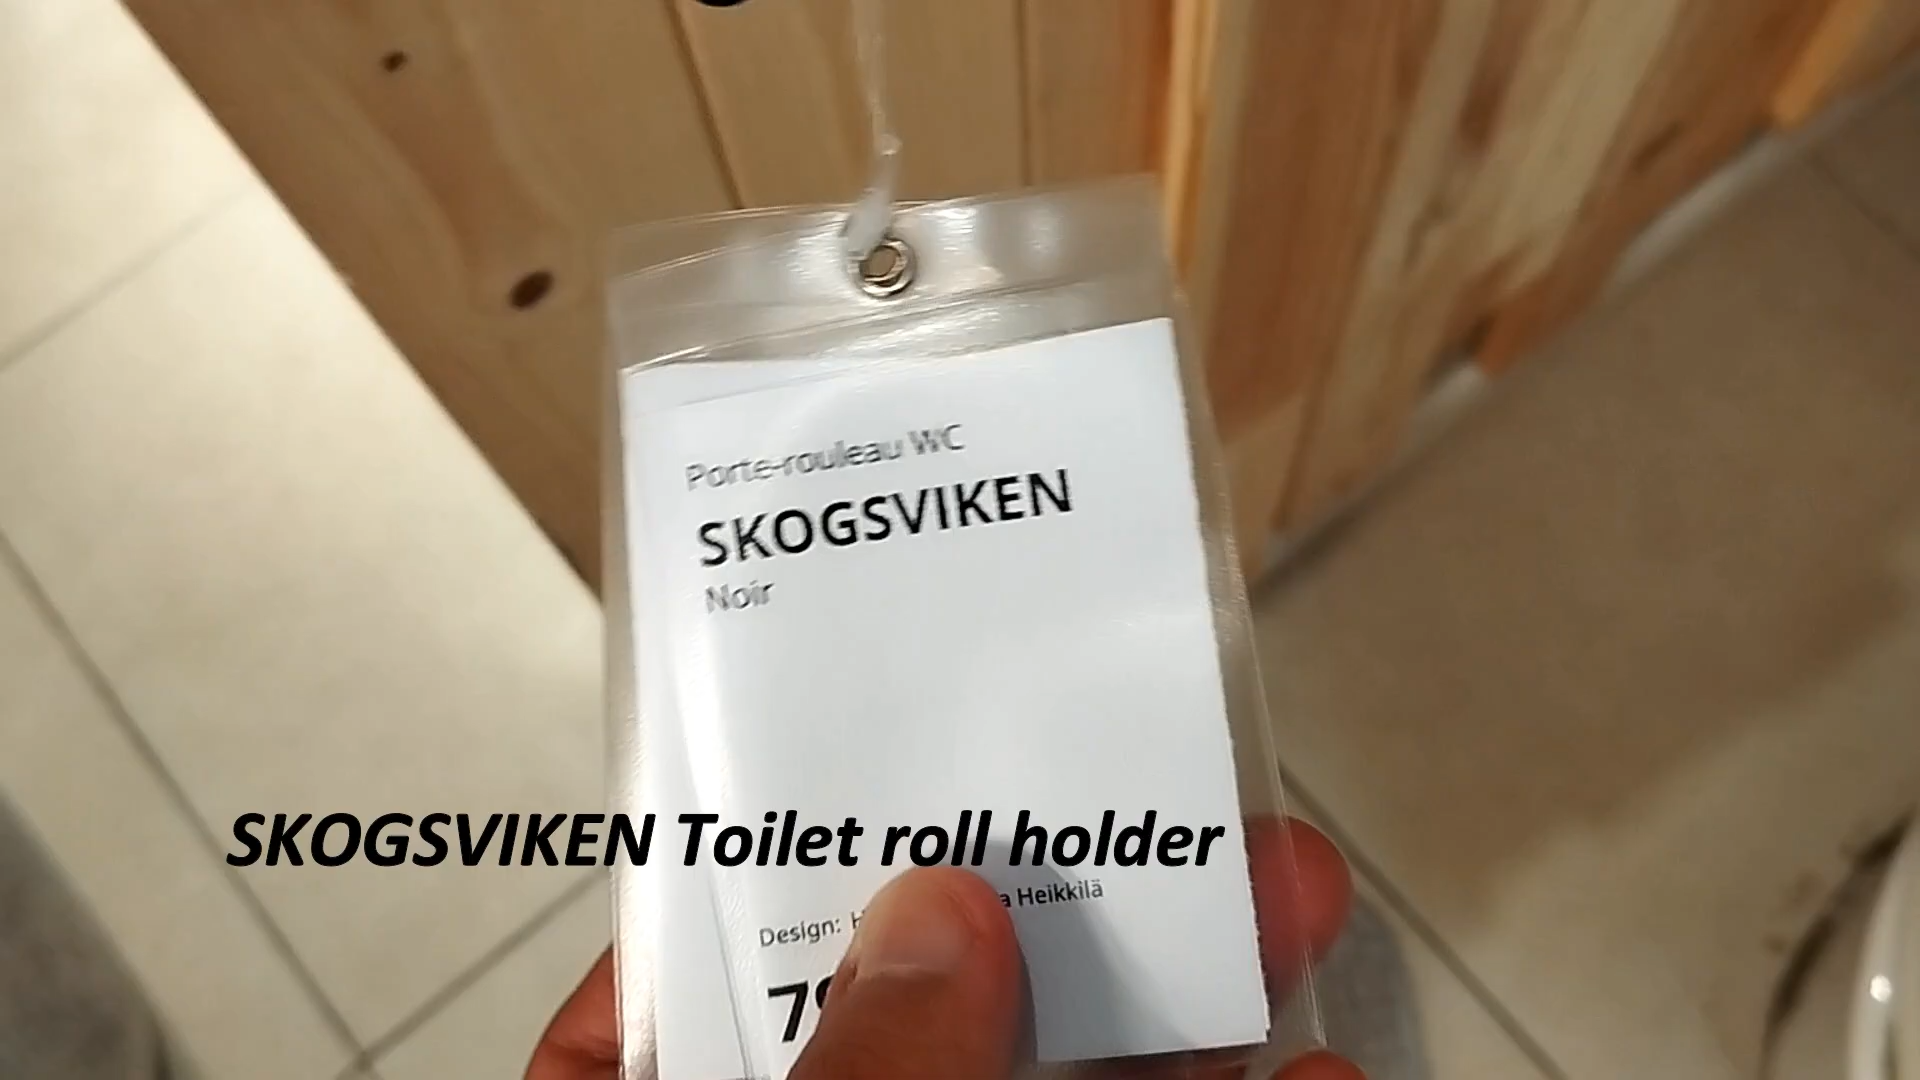 Porte-rouleau WC
SKOGSVIKEN
Noir
SKOGSVIKEN Toilet roll holder
Design: Heikkilä